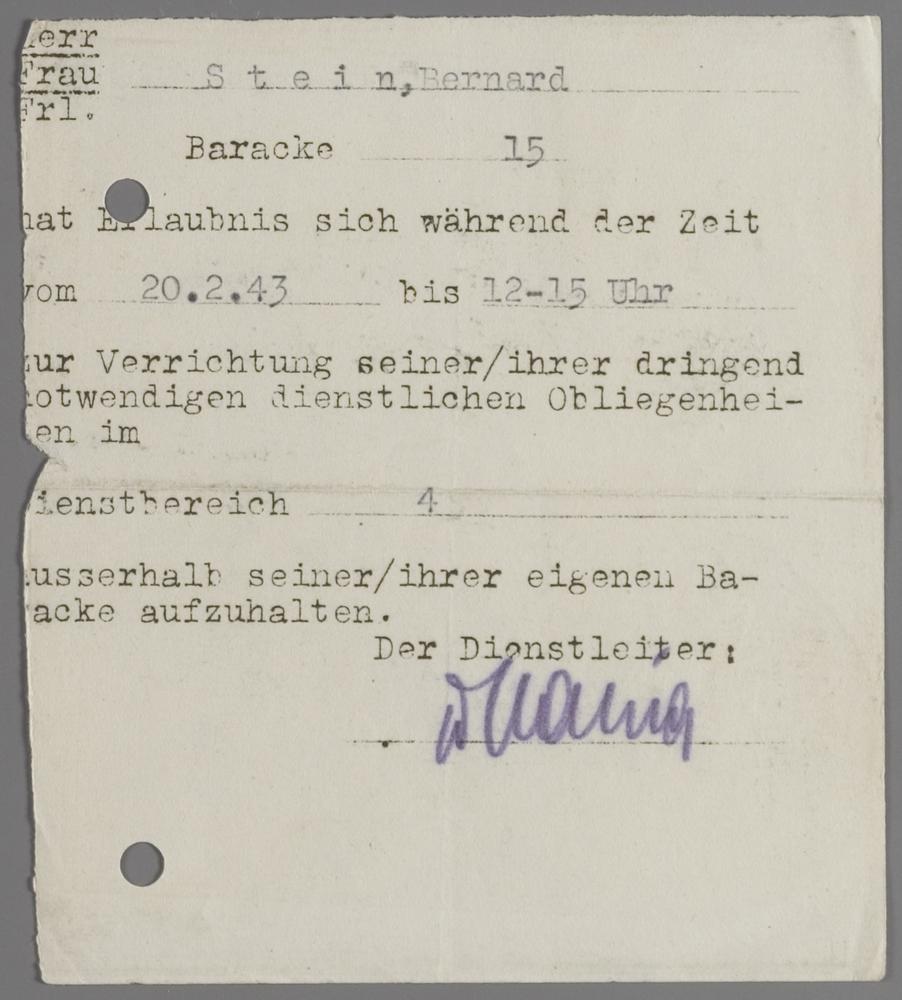 Herr
Frau S t e i n, Bernard
Frl.
Baracke 15
hat Erlaubnis sich während der Zeit
vom 20.2.43 bis 12-15 Uhr
zur Verrichtung seiner/ihrer dringend
notwendigen dienstlichen Obliegenhei-
ten im
Dienstbereich 4
ausserhalb seiner/ihrer eigenen Ba-
racke aufzuhalten.
Der Dienstleiter: